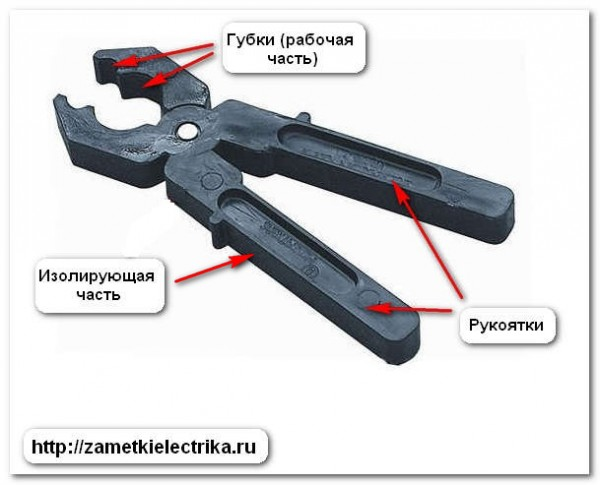 Губки (рабочая
часть)
Изолирующая
часть
Рукоятки
http://zametkielectrika.ru